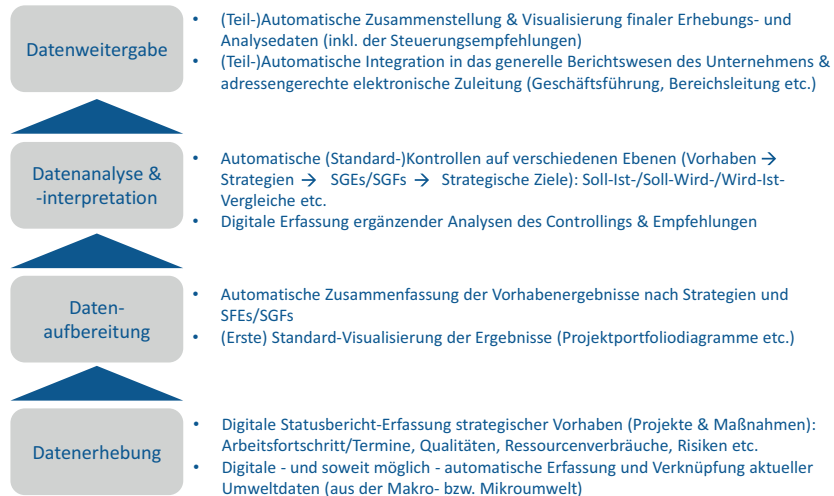 Datenweitergabe
• (Teil-)Automatische Zusammenstellung & Visualisierung finaler Erhebungs- und
Analysedaten (inkl. der Steuerungsempfehlungen)
• (Teil-)Automatische Integration in das generelle Berichtswesen des Unternehmens &
adressengerechte elektronische Zuleitung (Geschäftsführung, Bereichsleitung etc.)
Datenanalyse &
-interpretation
• Automatische (Standard-)Kontrollen auf verschiedenen Ebenen (Vorhaben →
Strategien → SGEs/SGFs → Strategische Ziele): Soll-Ist-/Soll-Wird-/Wird-Ist-
Vergleiche etc.
• Digitale Erfassung ergänzender Analysen des Controllings & Empfehlungen
Daten-
aufbereitung
• Automatische Zusammenfassung der Vorhabenergebnisse nach Strategien und
SFEs/SGFs
• (Erste) Standard-Visualisierung der Ergebnisse (Projektportfoliodiagramme etc.)
Datenerhebung
• Digitale Statusbericht-Erfassung strategischer Vorhaben (Projekte & Maßnahmen):
Arbeitsfortschritt/Termine, Qualitäten, Ressourcenverbräuche, Risiken etc.
• Digitale - und soweit möglich - automatische Erfassung und Verknüpfung aktueller
Umweltdaten (aus der Makro- bzw. Mikroumwelt)